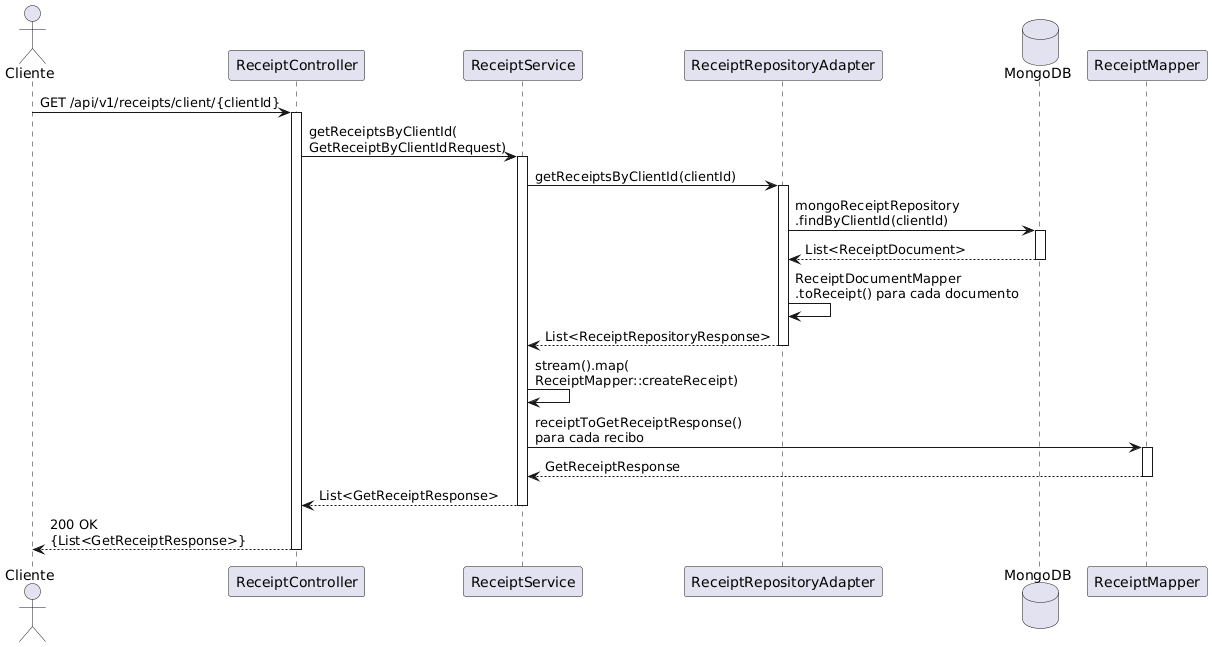 Cliente
ReceiptController
ReceiptService
ReceiptRepositoryAdapter
MongoDB
ReceiptMapper
GET /api/v1/receipts/client/{clientId}
getReceiptsByClientId(
GetReceiptByClientIdRequest)
getReceiptsByClientId(clientId)
mongoReceiptRepository
.findByClientId(clientId)
List<ReceiptDocument>
ReceiptDocumentMapper
.toReceipt() para cada documento
List<ReceiptRepositoryResponse>
stream().map(
ReceiptMapper::createReceipt)
receiptToGetReceiptResponse()
para cada recibo
GetReceiptResponse
List<GetReceiptResponse>
200 OK
{List<GetReceiptResponse>}
Cliente
ReceiptController
ReceiptService
ReceiptRepositoryAdapter
MongoDB
ReceiptMapper